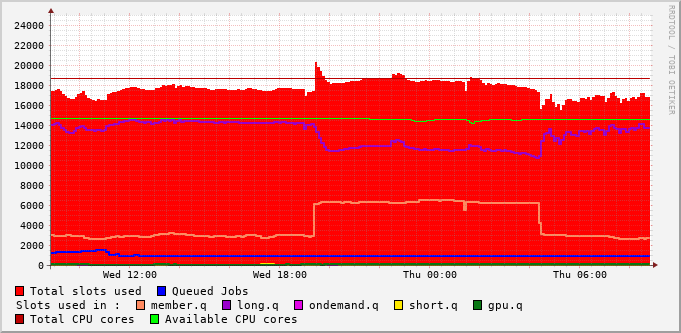 RRDTOOL / TOBI OETIKER
24000
22000
20000
18000
16000
14000
12000
10000
8000
6000
4000
2000
0
Wed 12:00 Wed 18:00 Thu 00:00 Thu 06:00
Total slots used Queued Jobs
Slots used in : member.q long.q ondemand.q short.q gpu.q
Total CPU cores Available CPU cores